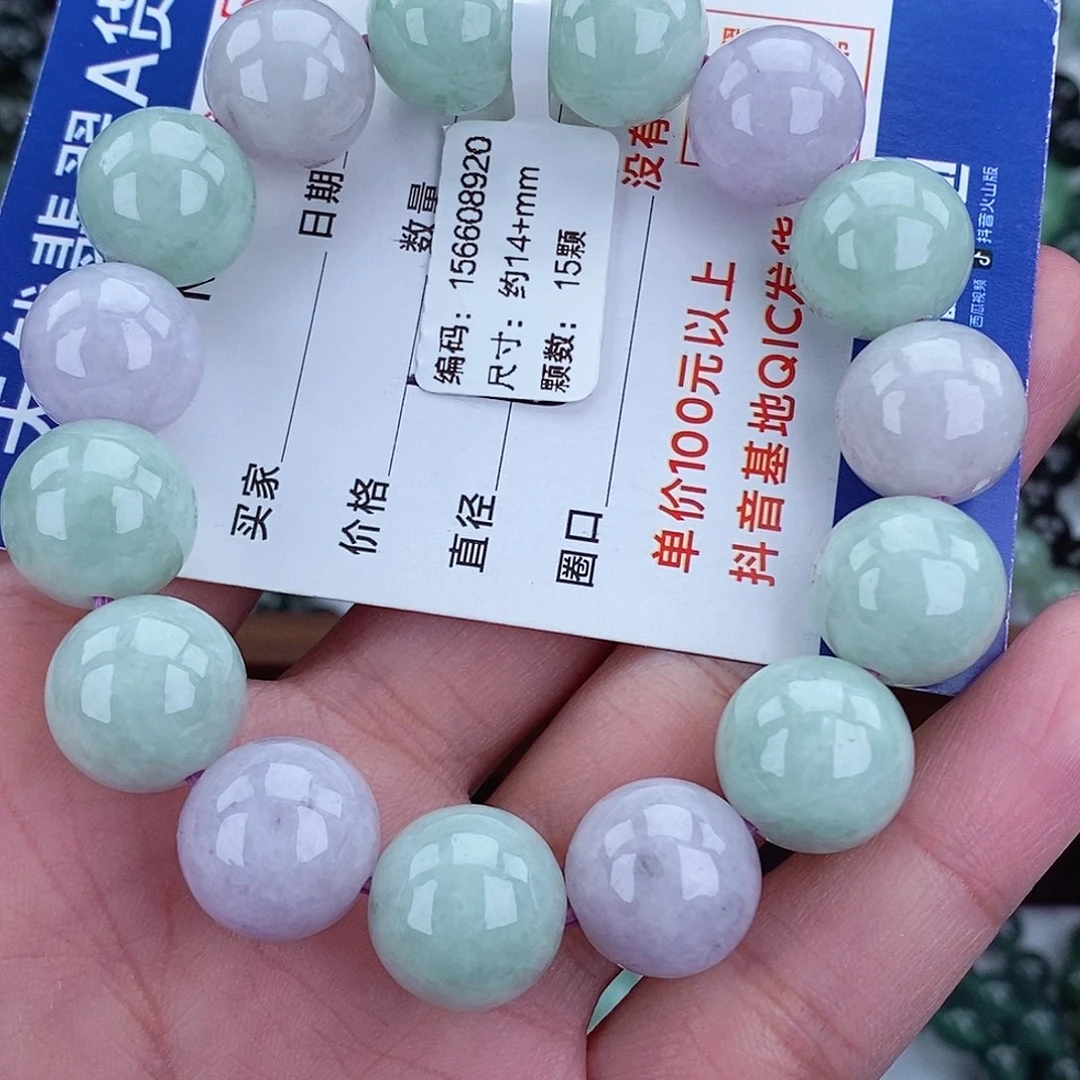 编码：156608920
尺寸：约14+mm
颗数：15颗
天然翡翠A货
日期
数量
买家
价格
直径
圈口
没有
单价100元以上
抖音基地QIC发货
抖音火山版
西瓜视频